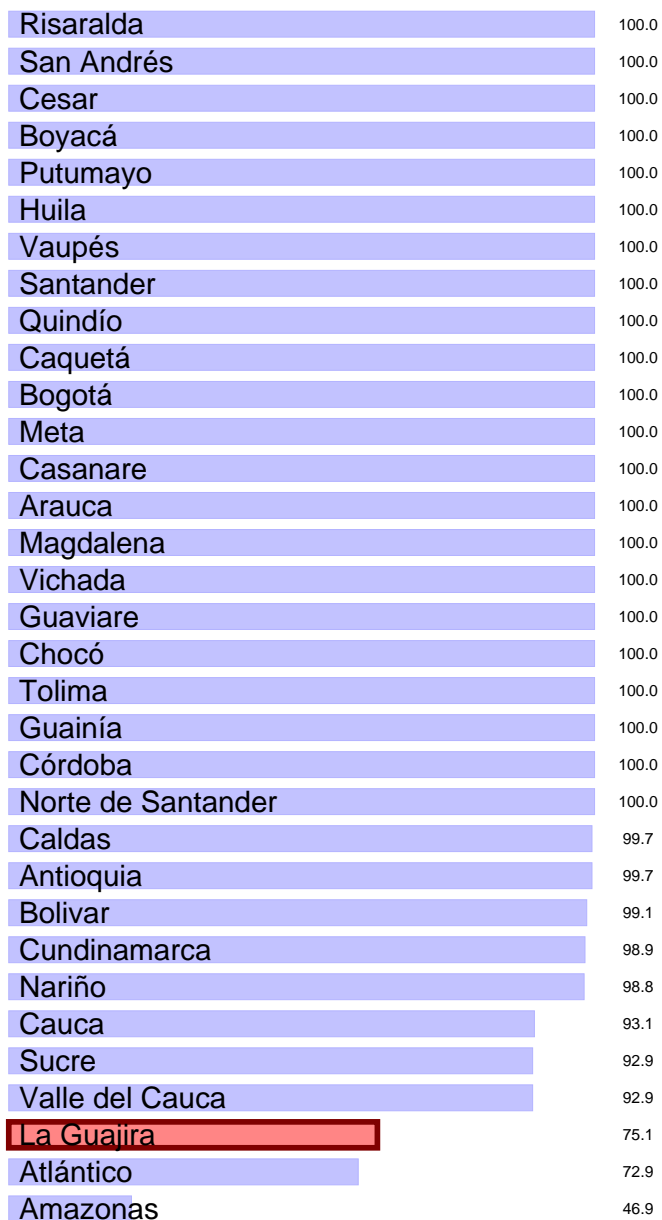 Risaralda 100.0
San Andrés 100.0
Cesar 100.0
Boyacá 100.0
Putumayo 100.0
Huila 100.0
Vaupés 100.0
Santander 100.0
Quindío 100.0
Caquetá 100.0
Bogotá 100.0
Meta 100.0
Casanare 100.0
Arauca 100.0
Magdalena 100.0
Vichada 100.0
Guaviare 100.0
Chocó 100.0
Tolima 100.0
Guainía 100.0
Córdoba 100.0
Norte de Santander 100.0
Caldas 99.7
Antioquia 99.7
Bolivar 99.1
Cundinamarca 98.9
Nariño 98.8
Cauca 93.1
Sucre 92.9
Valle del Cauca 92.9
La Guajira 75.1
Atlántico 72.9
Amazonas 46.9